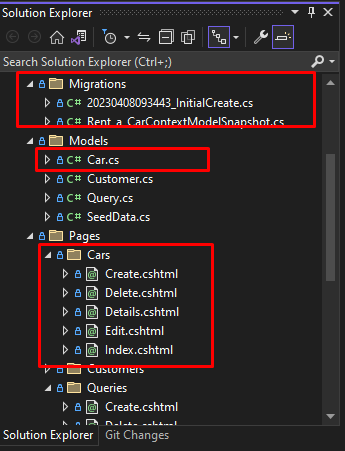 Solution Explorer
Search Solution Explorer (Ctrl+;)
Migrations
C# 20230408093443_InitialCreate.cs
C# Rent_a_CarContextModelSnapshot.cs
Models
C# Car.cs
C# Customer.cs
C# Query.cs
C# SeedData.cs
Pages
Cars
@ Create.cshtml
@ Delete.cshtml
@ Details.cshtml
@ Edit.cshtml
@ Index.cshtml
Customers
Queries
@ Create.cshtml
@ Delete.cshtml
Solution Explorer Git Changes